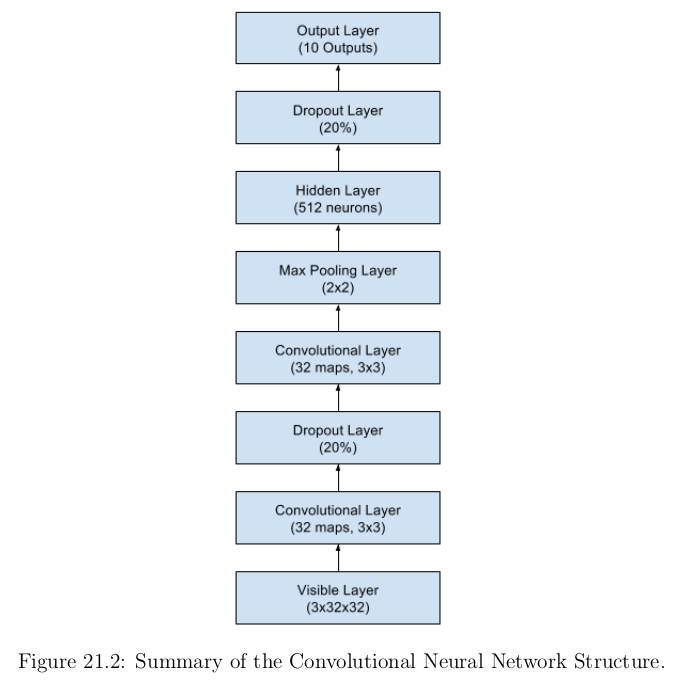 Output Layer
(10 Outputs)
Dropout Layer
(20%)
Hidden Layer
(512 neurons)
Max Pooling Layer
(2x2)
Convolutional Layer
(32 maps, 3x3)
Dropout Layer
(20%)
Convolutional Layer
(32 maps, 3x3)
Visible Layer
(3x32x32)
Figure 21.2: Summary of the Convolutional Neural Network Structure.